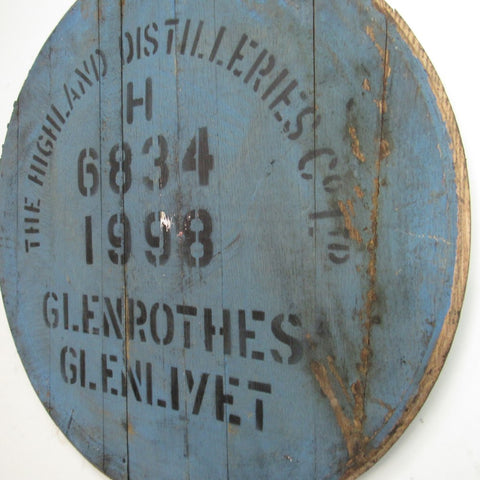 THE HIGHLAND DISTILLERIES Co LTD
H
6834
1998
GLENROTHES
GLENLIVET